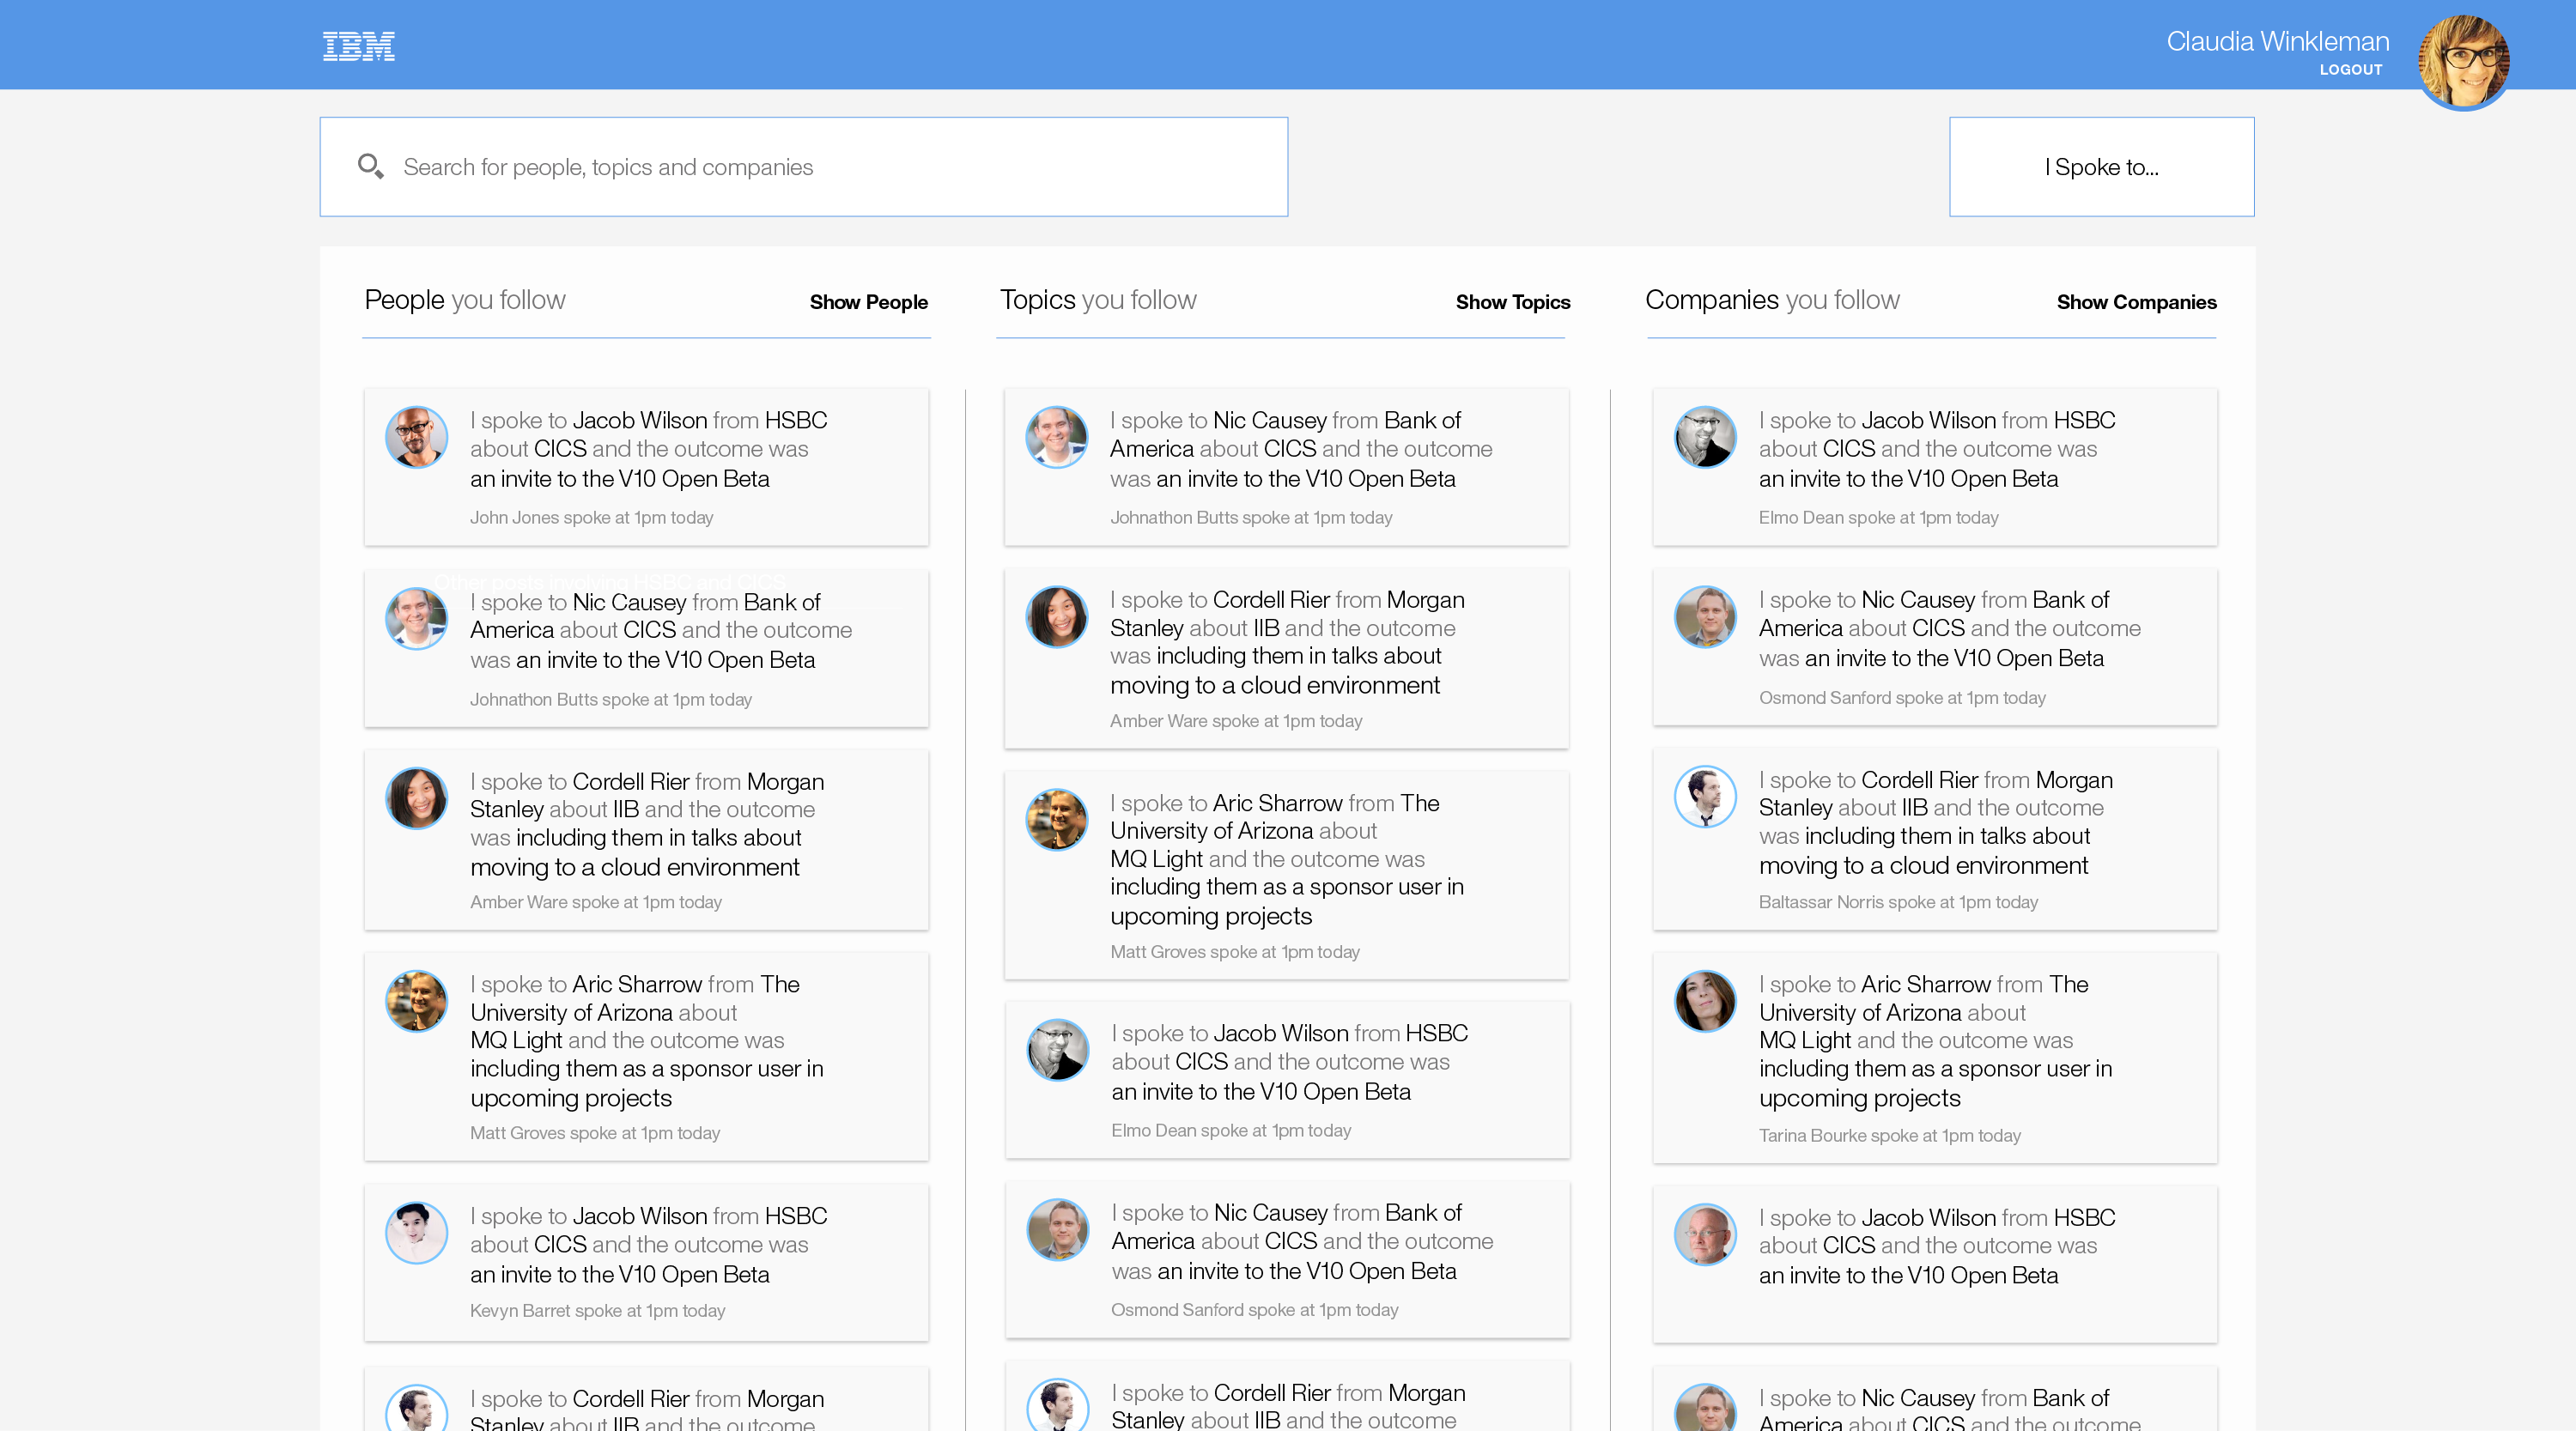 IBM
Claudia Winkleman
LOGOUT
Search for people, topics and companies
I Spoke to...
People you follow
Show People
I spoke to Jacob Wilson from HSBC
about CICS and the outcome was
an invite to the V10 Open Beta
John Jones spoke at 1pm today
Other posts involving HSBC and CICS
I spoke to Nic Causey from Bank of
America about CICS and the outcome
was an invite to the V10 Open Beta
Johnathon Butts spoke at 1pm today
I spoke to Cordell Rier from Morgan
Stanley about IIB and the outcome
was including them in talks about
moving to a cloud environment
Amber Ware spoke at 1pm today
I spoke to Aric Sharrow from The
University of Arizona about
MQ Light and the outcome was
including them as a sponsor user in
upcoming projects
Matt Groves spoke at 1pm today
I spoke to Jacob Wilson from HSBC
about CICS and the outcome was
an invite to the V10 Open Beta
Kevyn Barret spoke at 1pm today
I spoke to Cordell Rier from Morgan
Stanley about IIB and the outcome
Topics you follow
Show Topics
I spoke to Nic Causey from Bank of
America about CICS and the outcome
was an invite to the V10 Open Beta
Johnathon Butts spoke at 1pm today
I spoke to Cordell Rier from Morgan
Stanley about IIB and the outcome
was including them in talks about
moving to a cloud environment
Amber Ware spoke at 1pm today
I spoke to Aric Sharrow from The
University of Arizona about
MQ Light and the outcome was
including them as a sponsor user in
upcoming projects
Matt Groves spoke at 1pm today
I spoke to Jacob Wilson from HSBC
about CICS and the outcome was
an invite to the V10 Open Beta
Elmo Dean spoke at 1pm today
I spoke to Nic Causey from Bank of
America about CICS and the outcome
was an invite to the V10 Open Beta
Osmond Sanford spoke at 1pm today
I spoke to Cordell Rier from Morgan
Stanley about IIB and the outcome
Companies you follow
Show Companies
I spoke to Jacob Wilson from HSBC
about CICS and the outcome was
an invite to the V10 Open Beta
Elmo Dean spoke at 1pm today
I spoke to Nic Causey from Bank of
America about CICS and the outcome
was an invite to the V10 Open Beta
Osmond Sanford spoke at 1pm today
I spoke to Cordell Rier from Morgan
Stanley about IIB and the outcome
was including them in talks about
moving to a cloud environment
Baltassar Norris spoke at 1pm today
I spoke to Aric Sharrow from The
University of Arizona about
MQ Light and the outcome was
including them as a sponsor user in
upcoming projects
Tarina Bourke spoke at 1pm today
I spoke to Jacob Wilson from HSBC
about CICS and the outcome was
an invite to the V10 Open Beta
I spoke to Nic Causey from Bank of
America about CICS and the outcome